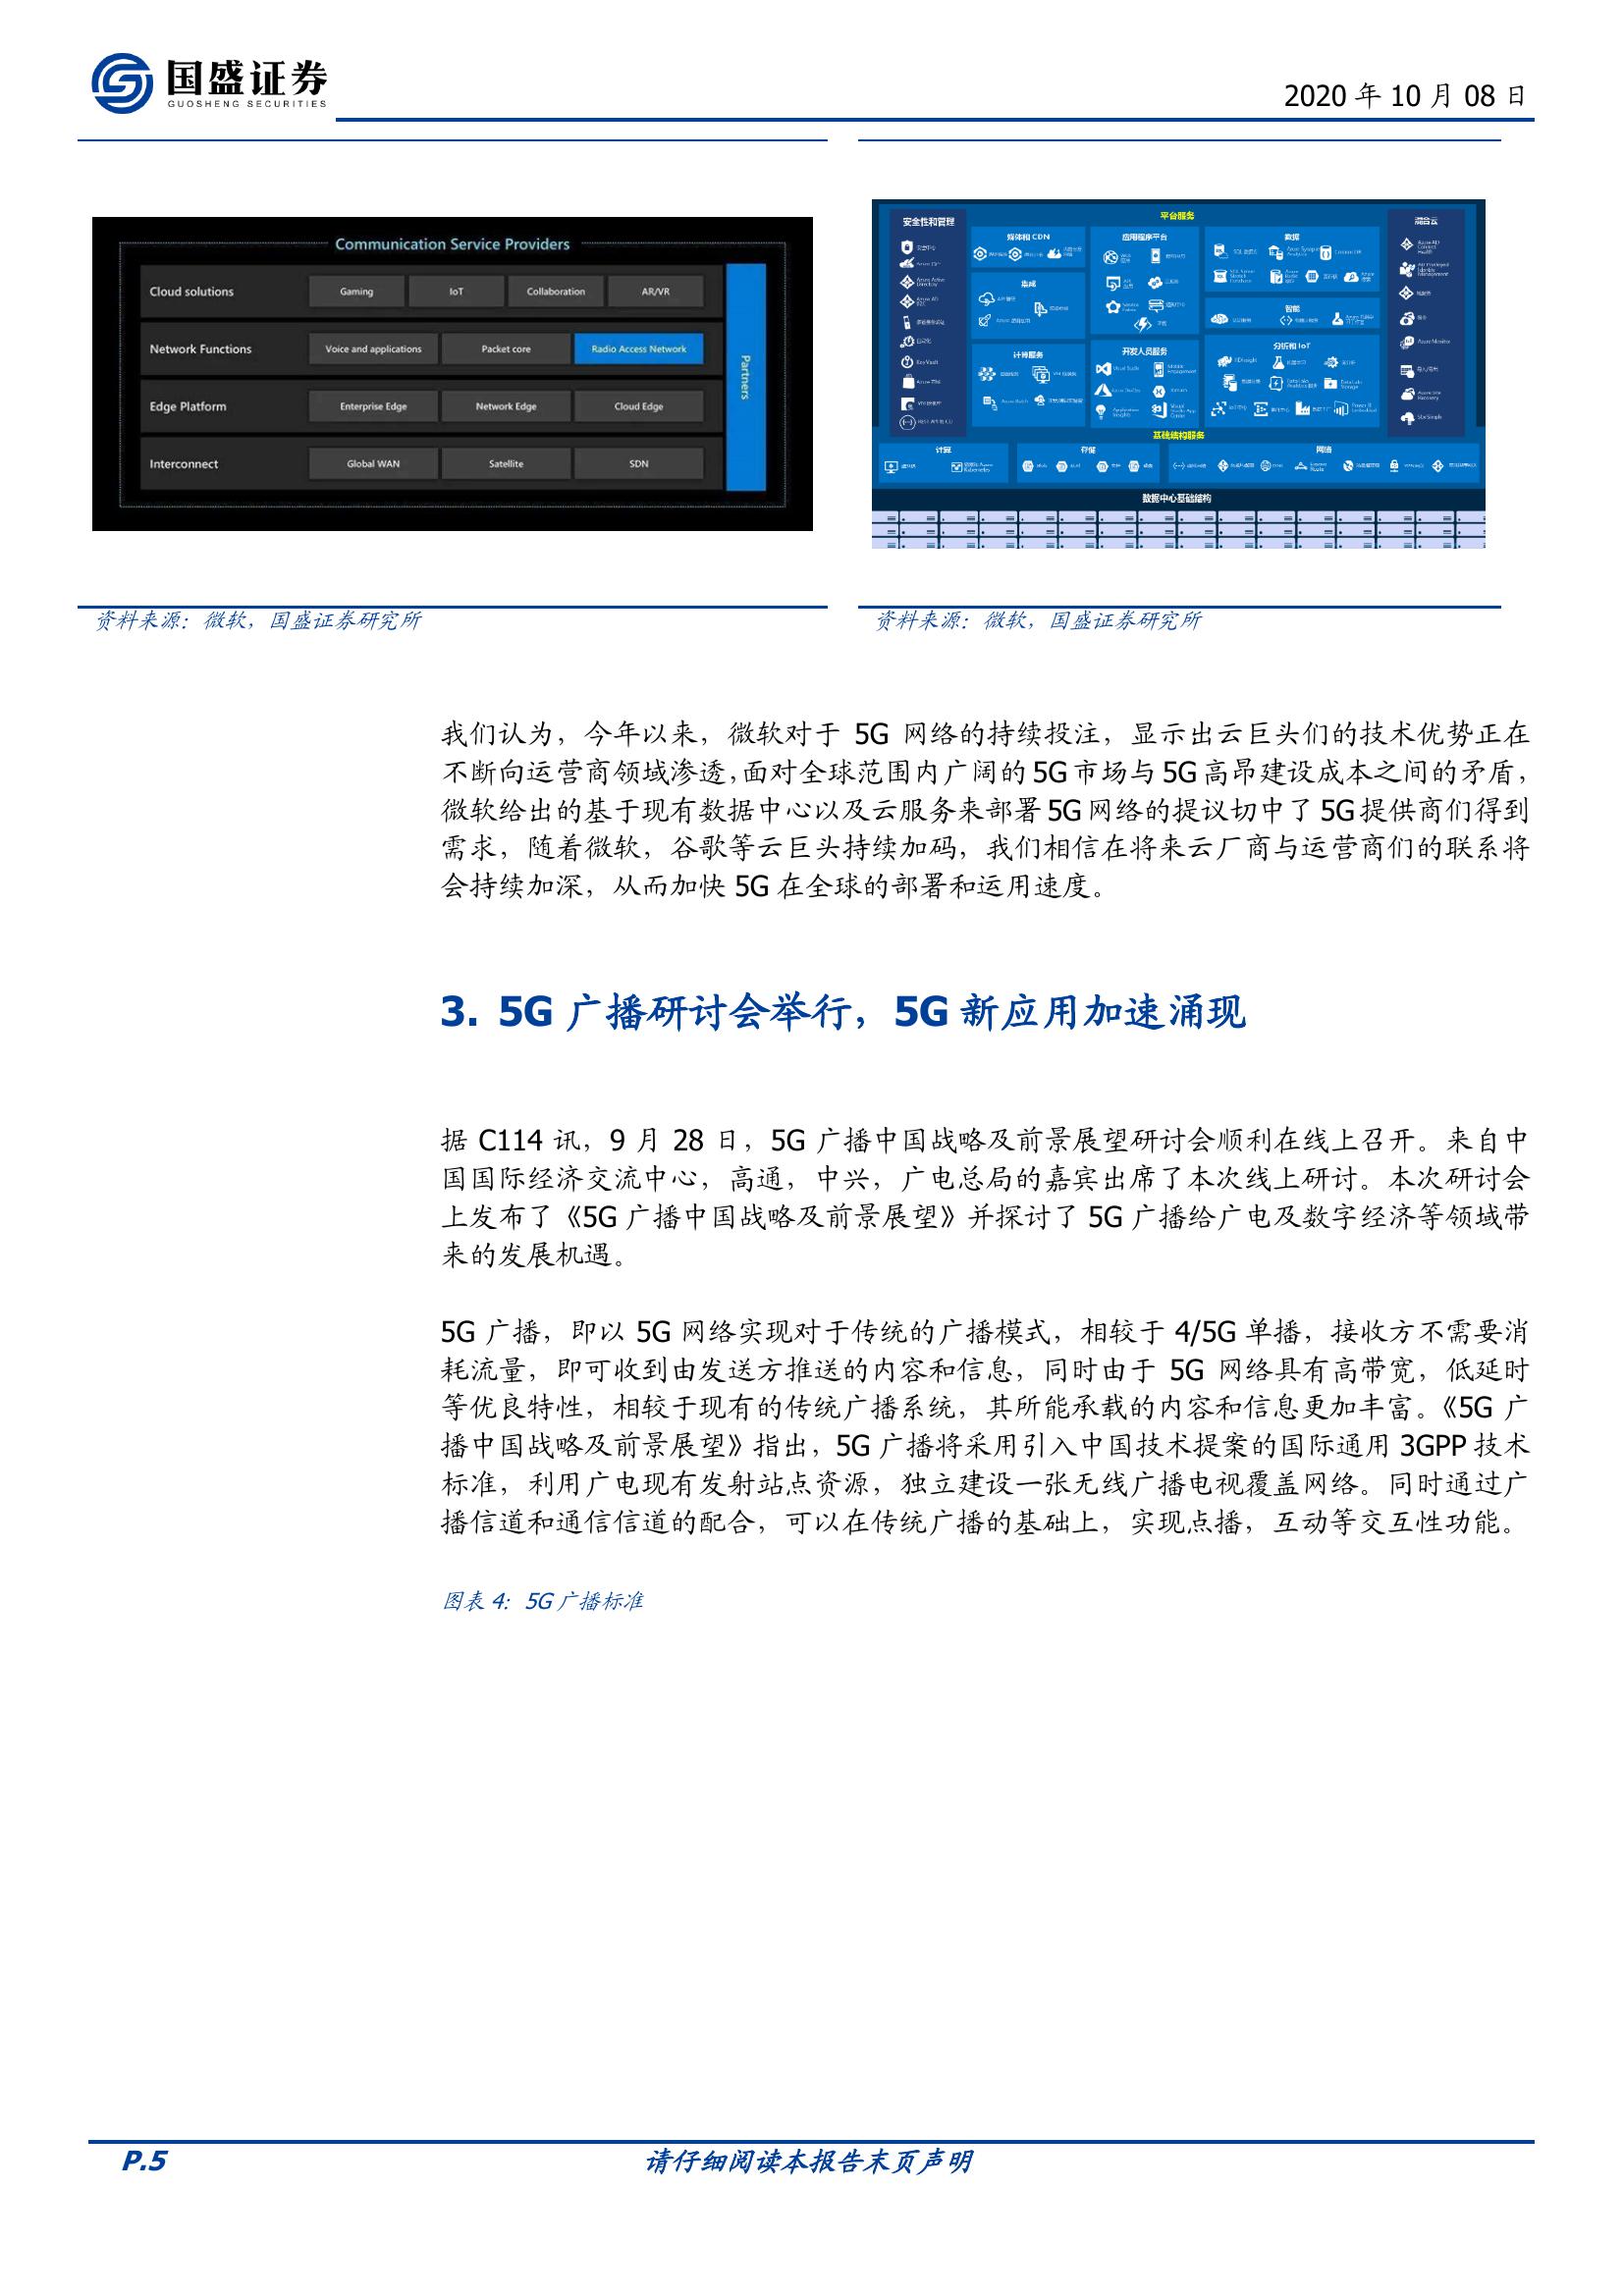 国盛证券
GUOSHENG SECURITIES
2020 年 10 月 08 日
Communication Service Providers
Cloud solutions
Gaming
IoT
Collaboration
AR/VR
Network Functions
Voice and applications
Packet core
Radio Access Network
Edge Platform
Enterprise Edge
Network Edge
Cloud Edge
Interconnect
Global WAN
Satellite
SDN
Partners
平台服务
安全性和管理
混合云
媒体和 CDN
应用程序平台
数据
集成
智能
计算服务
开发人员服务
分析和 IoT
基础结构服务
计算
存储
网络
数据中心基础结构
资料来源：微软，国盛证券研究所
资料来源：微软，国盛证券研究所
我们认为，今年以来，微软对于 5G 网络的持续投注，显示出云巨头们的技术优势正在
不断向运营商领域渗透，面对全球范围内广阔的 5G 市场与 5G 高昂建设成本之间的矛盾，
微软给出的基于现有数据中心以及云服务来部署 5G 网络的提议切中了 5G 提供商们得到
需求，随着微软，谷歌等云巨头持续加码，我们相信在将来云厂商与运营商们的联系将
会持续加深，从而加快 5G 在全球的部署和运用速度。
3. 5G 广播研讨会举行，5G 新应用加速涌现
据 C114 讯，9 月 28 日，5G 广播中国战略及前景展望研讨会顺利在线上召开。来自中
国国际经济交流中心，高通，中兴，广电总局的嘉宾出席了本次线上研讨。本次研讨会
上发布了《5G 广播中国战略及前景展望》并探讨了 5G 广播给广电及数字经济等领域带
来的发展机遇。
5G 广播，即以 5G 网络实现对于传统的广播模式，相较于 4/5G 单播，接收方不需要消
耗流量，即可收到由发送方推送的内容和信息，同时由于 5G 网络具有高带宽，低延时
等优良特性，相较于现有的传统广播系统，其所能承载的内容和信息更加丰富。《5G 广
播中国战略及前景展望》指出，5G 广播将采用引入中国技术提案的国际通用 3GPP 技术
标准，利用广电现有发射站点资源，独立建设一张无线广播电视覆盖网络。同时通过广
播信道和通信信道的配合，可以在传统广播的基础上，实现点播，互动等交互性功能。
图表 4：5G 广播标准
P.5
请仔细阅读本报告末页声明